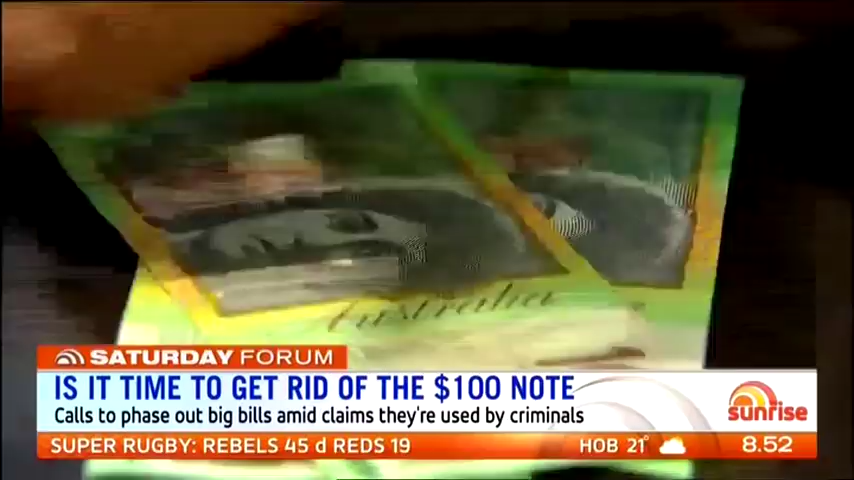 Australia
SATURDAY FORUM
IS IT TIME TO GET RID OF THE $100 NOTE
Calls to phase out big bills amid claims they're used by criminals
sunrise
SUPER RUGBY: REBELS 45 d REDS 19
HOB 21°
8.52